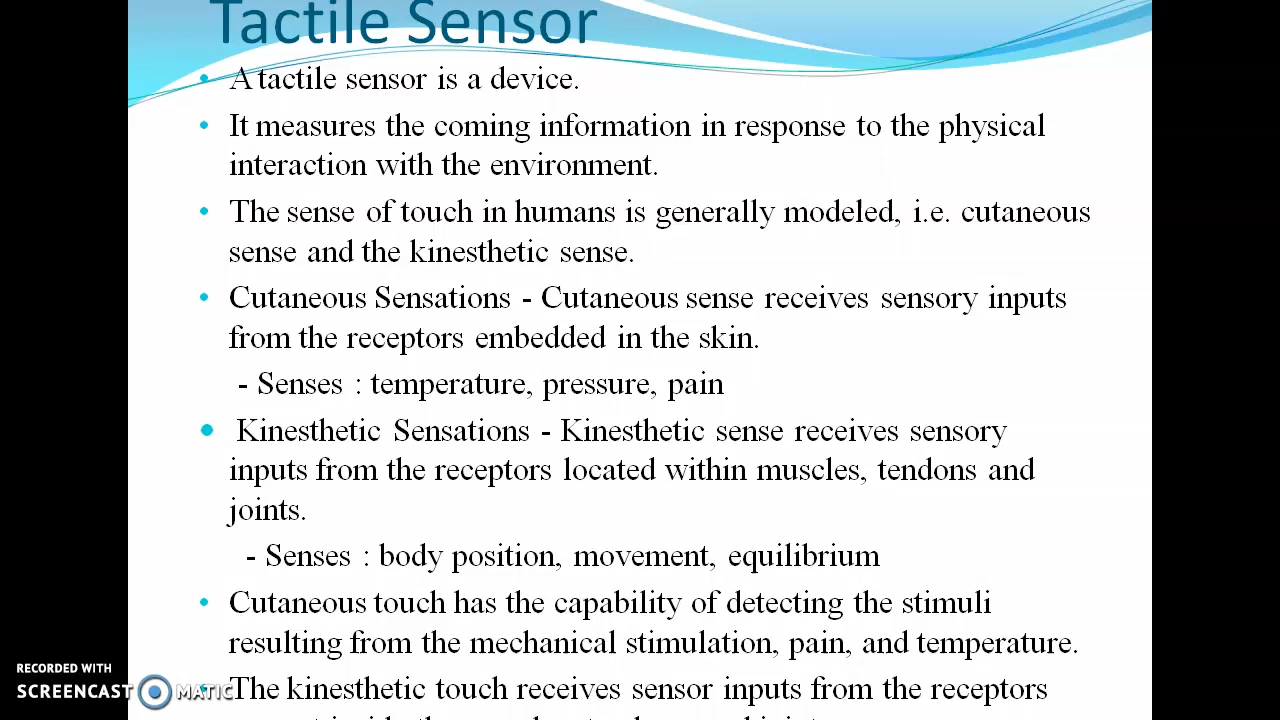 Tactile Sensor
• A tactile sensor is a device.
• It measures the coming information in response to the physical
interaction with the environment.
• The sense of touch in humans is generally modeled, i.e. cutaneous
sense and the kinesthetic sense.
• Cutaneous Sensations - Cutaneous sense receives sensory inputs
from the receptors embedded in the skin.
- Senses : temperature, pressure, pain
• Kinesthetic Sensations - Kinesthetic sense receives sensory
inputs from the receptors located within muscles, tendons and
joints.
- Senses : body position, movement, equilibrium
• Cutaneous touch has the capability of detecting the stimuli
resulting from the mechanical stimulation, pain, and temperature.
• The kinesthetic touch receives sensor inputs from the receptors
RECORDED WITH
SCREENCAST MATIC